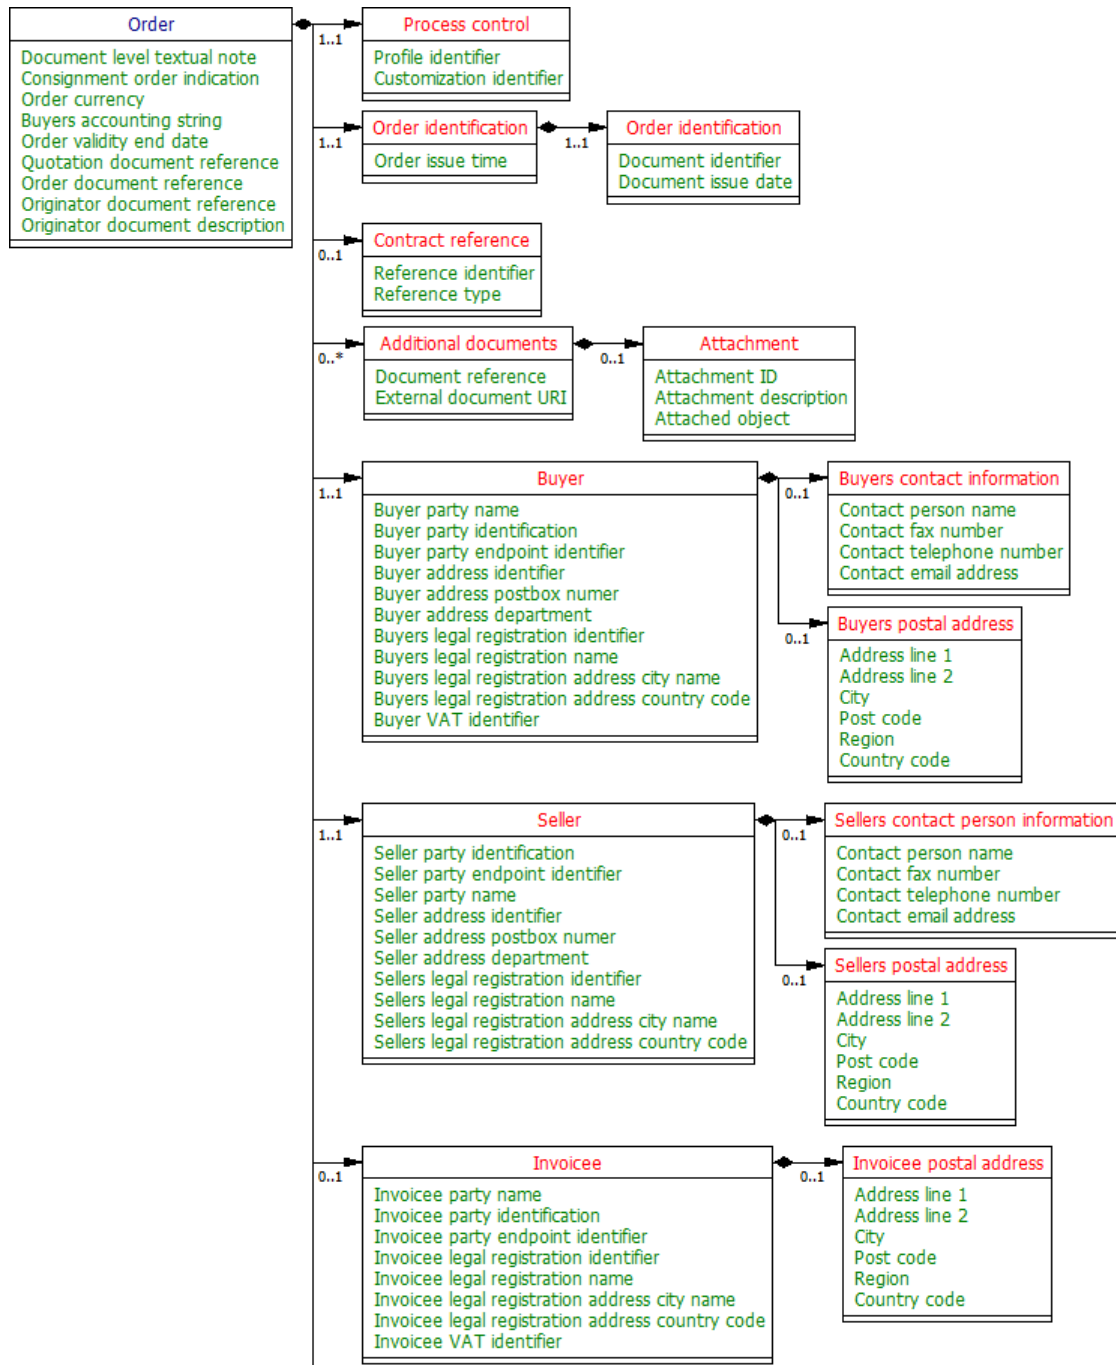 Order
Document level textual note
Consignment order indication
Order currency
Buyers accounting string
Order validity end date
Quotation document reference
Order document reference
Originator document reference
Originator document description
1..1
Process control
Profile identifier
Customization identifier
1..1
Order identification
Order issue time
1..1
Order identification
Document identifier
Document issue date
0..1
Contract reference
Reference identifier
Reference type
0..*
Additional documents
Document reference
External document URI
0..1
Attachment
Attachment ID
Attachment description
Attached object
1..1
Buyer
Buyer party name
Buyer party identification
Buyer party endpoint identifier
Buyer address identifier
Buyer address postbox numer
Buyer address department
Buyers legal registration identifier
Buyers legal registration name
Buyers legal registration address city name
Buyers legal registration address country code
Buyer VAT identifier
0..1
Buyers contact information
Contact person name
Contact fax number
Contact telephone number
Contact email address
0..1
Buyers postal address
Address line 1
Address line 2
City
Post code
Region
Country code
1..1
Seller
Seller party identification
Seller party endpoint identifier
Seller party name
Seller address identifier
Seller address postbox numer
Seller address department
Sellers legal registration identifier
Sellers legal registration name
Sellers legal registration address city name
Sellers legal registration address country code
0..1
Sellers contact person information
Contact person name
Contact fax number
Contact telephone number
Contact email address
0..1
Sellers postal address
Address line 1
Address line 2
City
Post code
Region
Country code
0..1
Invoicee
Invoicee party name
Invoicee party identification
Invoicee party endpoint identifier
Invoicee legal registration identifier
Invoicee legal registration name
Invoicee legal registration address city name
Invoicee legal registration address country code
Invoicee VAT identifier
0..1
Invoicee postal address
Address line 1
Address line 2
City
Post code
Region
Country code